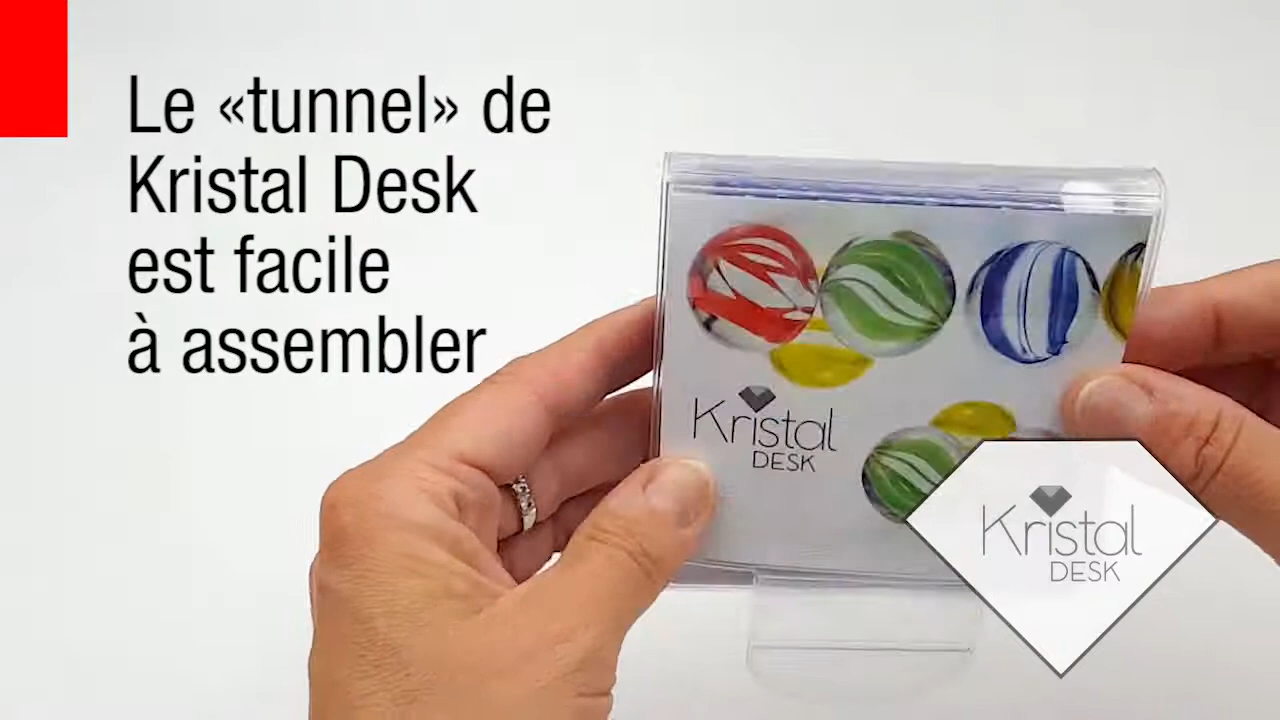 Le «tunnel» de
Kristal Desk
est facile
à assembler
Kristal
DESK
Kristal
DESK